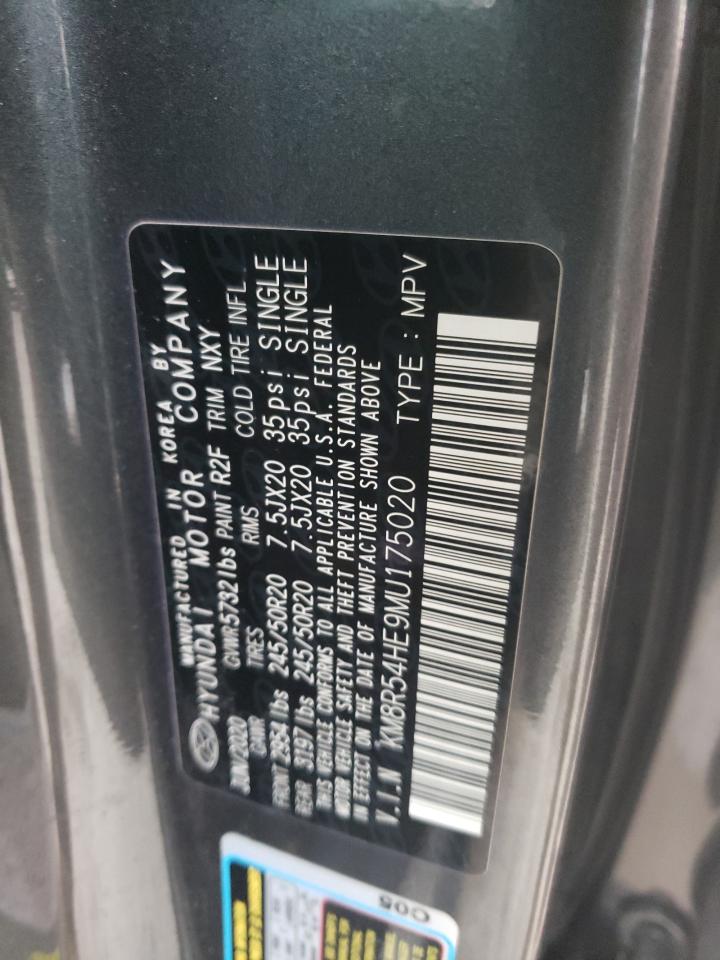 MANUFACTURED IN KOREA BY
HYUNDAI MOTOR COMPANY
2020 GVWR 5732 lbs PAINT R2F TRIM NXY
GAWR TIRES RIMS COLD TIRE INFL.
FRONT 2954 lbs 245/50R20 7.5JX20 35psi SINGLE
REAR 3197 lbs 245/50R20 7.5JX20 35psi SINGLE
THIS VEHICLE CONFORMS TO ALL APPLICABLE U.S.A. FEDERAL
MOTOR VEHICLE SAFETY AND THEFT PREVENTION STANDARDS
IN EFFECT ON THE DATE OF MANUFACTURE SHOWN ABOVE
V.I.N KM8R54HE9MU175020 TYPE : MPV
C05